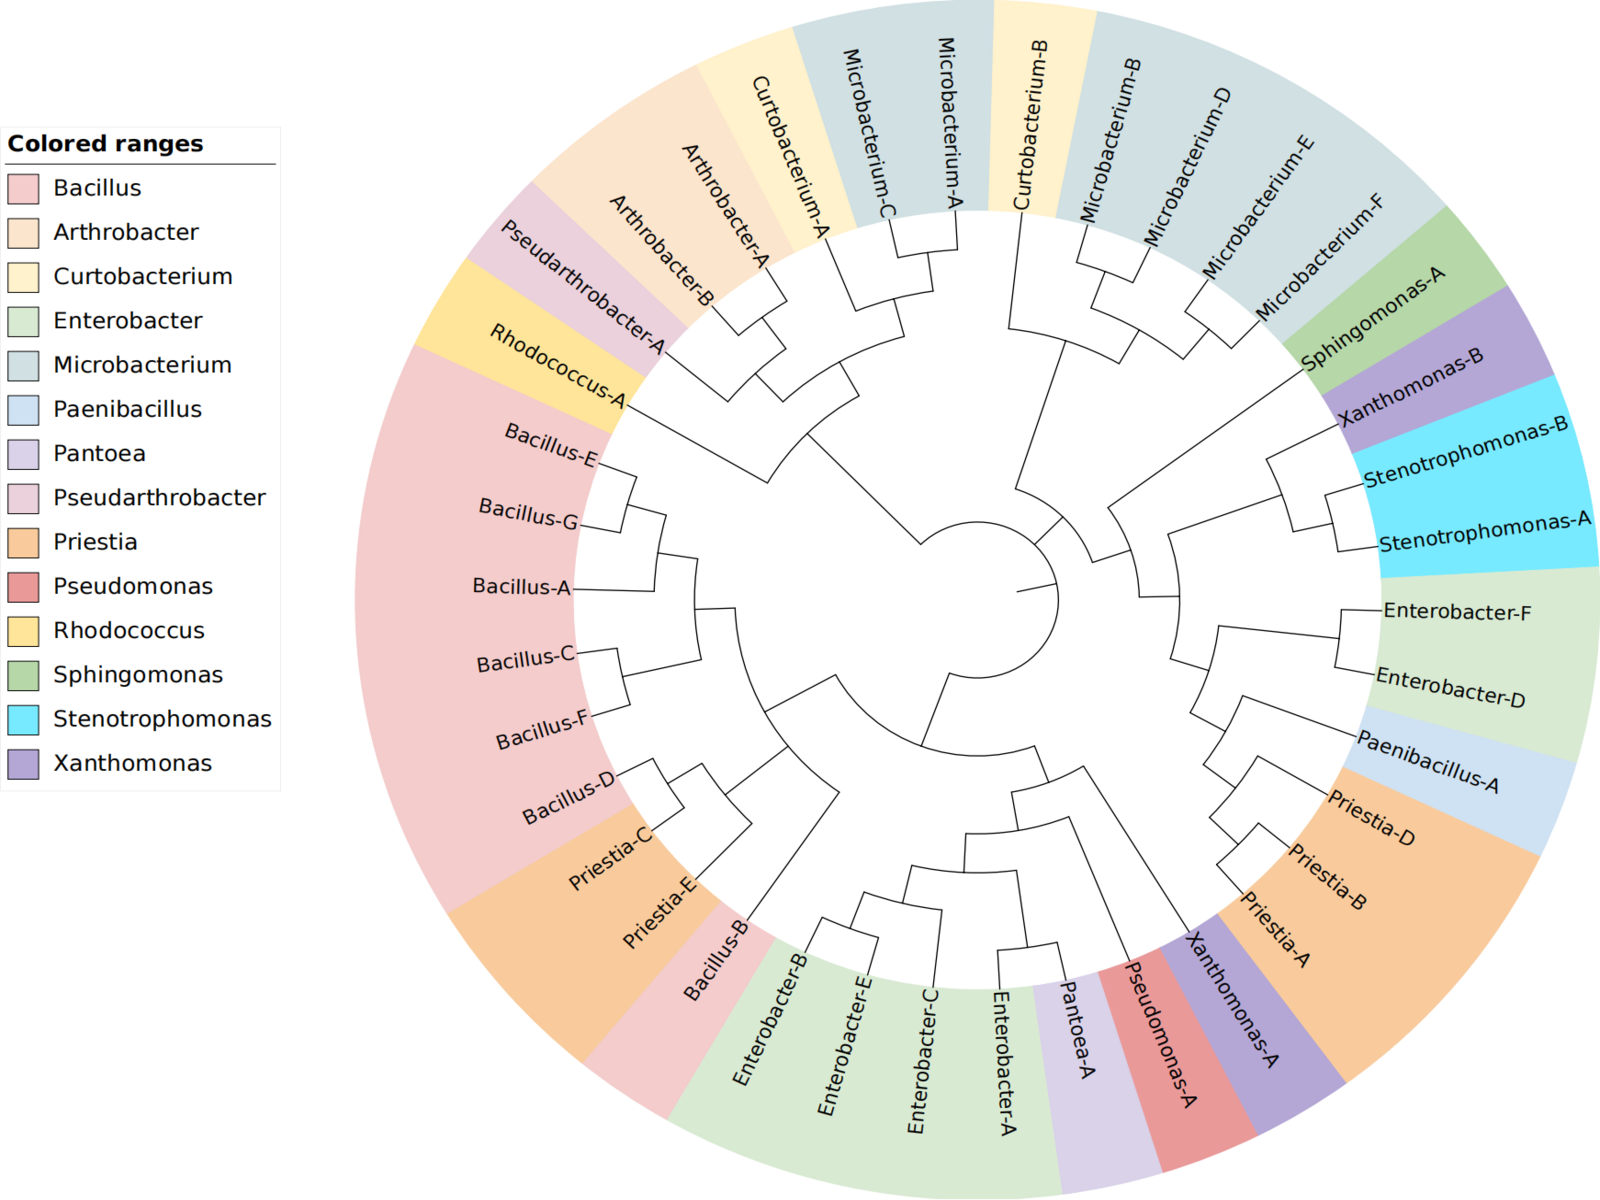 Colored ranges
Bacillus
Arthrobacter
Curtobacterium
Enterobacter
Microbacterium
Paenibacillus
Pantoea
Pseudarthrobacter
Priestia
Pseudomonas
Rhodococcus
Sphingomonas
Stenotrophomonas
Xanthomonas
Microbacterium-A
Curtobacterium-B
Microbacterium-B
Microbacterium-D
Microbacterium-E
Microbacterium-F
Sphingomonas-A
Xanthomonas-B
Stenotrophomonas-B
Stenotrophomonas-A
Enterobacter-F
Enterobacter-D
Paenibacillus-A
Priestia-D
Priestia-B
Priestia-A
Xanthomonas-A
Pseudomonas-A
Pantoea-A
Enterobacter-A
Enterobacter-C
Enterobacter-E
Enterobacter-B
Bacillus-B
Priestia-E
Priestia-C
Bacillus-D
Bacillus-F
Bacillus-C
Bacillus-A
Bacillus-G
Bacillus-E
Rhodococcus-A
Pseudarthrobacter-A
Arthrobacter-B
Arthrobacter-A
Curtobacterium-A
Microbacterium-C